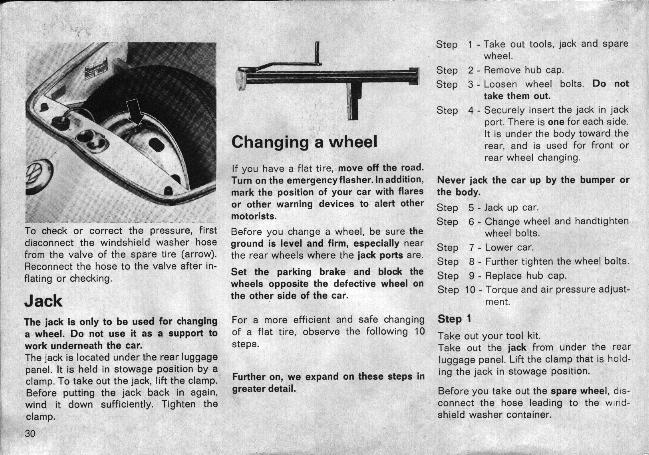 To check or correct the pressure, first
disconnect the windshield washer hose
from the valve of the spare tire (arrow).
Reconnect the hose to the valve after in-
flating or checking.
Jack
The jack is only to be used for changing
a wheel. Do not use it as a support to
work underneath the car.
The jack is located under the rear luggage
panel. It is held in stowage position by a
clamp. To take out the jack, lift the clamp.
Before putting the jack back in again,
wind it down sufficiently. Tighten the
clamp.
30
Changing a wheel
If you have a flat tire, move off the road.
Turn on the emergency flasher. In addition,
mark the position of your car with flares
or other warning devices to alert other
motorists.
Before you change a wheel, be sure the
ground is level and firm, especially near
the rear wheels where the jack ports are.
Set the parking brake and block the
wheels opposite the defective wheel on
the other side of the car.
For a more efficient and safe changing
of a flat tire, observe the following 10
steps.
Further on, we expand on these steps in
greater detail.
Step 1 - Take out tools, jack and spare
wheel.
Step 2 - Remove hub cap.
Step 3 - Loosen wheel bolts. Do not
take them out.
Step 4 - Securely insert the jack in jack
port. There is one for each side.
It is under the body toward the
rear, and is used for front or
rear wheel changing.
Never jack the car up by the bumper or
the body.
Step 5 - Jack up car.
Step 6 - Change wheel and handtighten
wheel bolts.
Step 7 - Lower car.
Step 8 - Further tighten the wheel bolts.
Step 9 - Replace hub cap.
Step 10 - Torque and air pressure adjust-
ment.
Step 1
Take out your tool kit.
Take out the jack from under the rear
luggage panel. Lift the clamp that is hold-
ing the jack in stowage position.
Before you take out the spare wheel, dis-
connect the hose leading to the wind-
shield washer container.